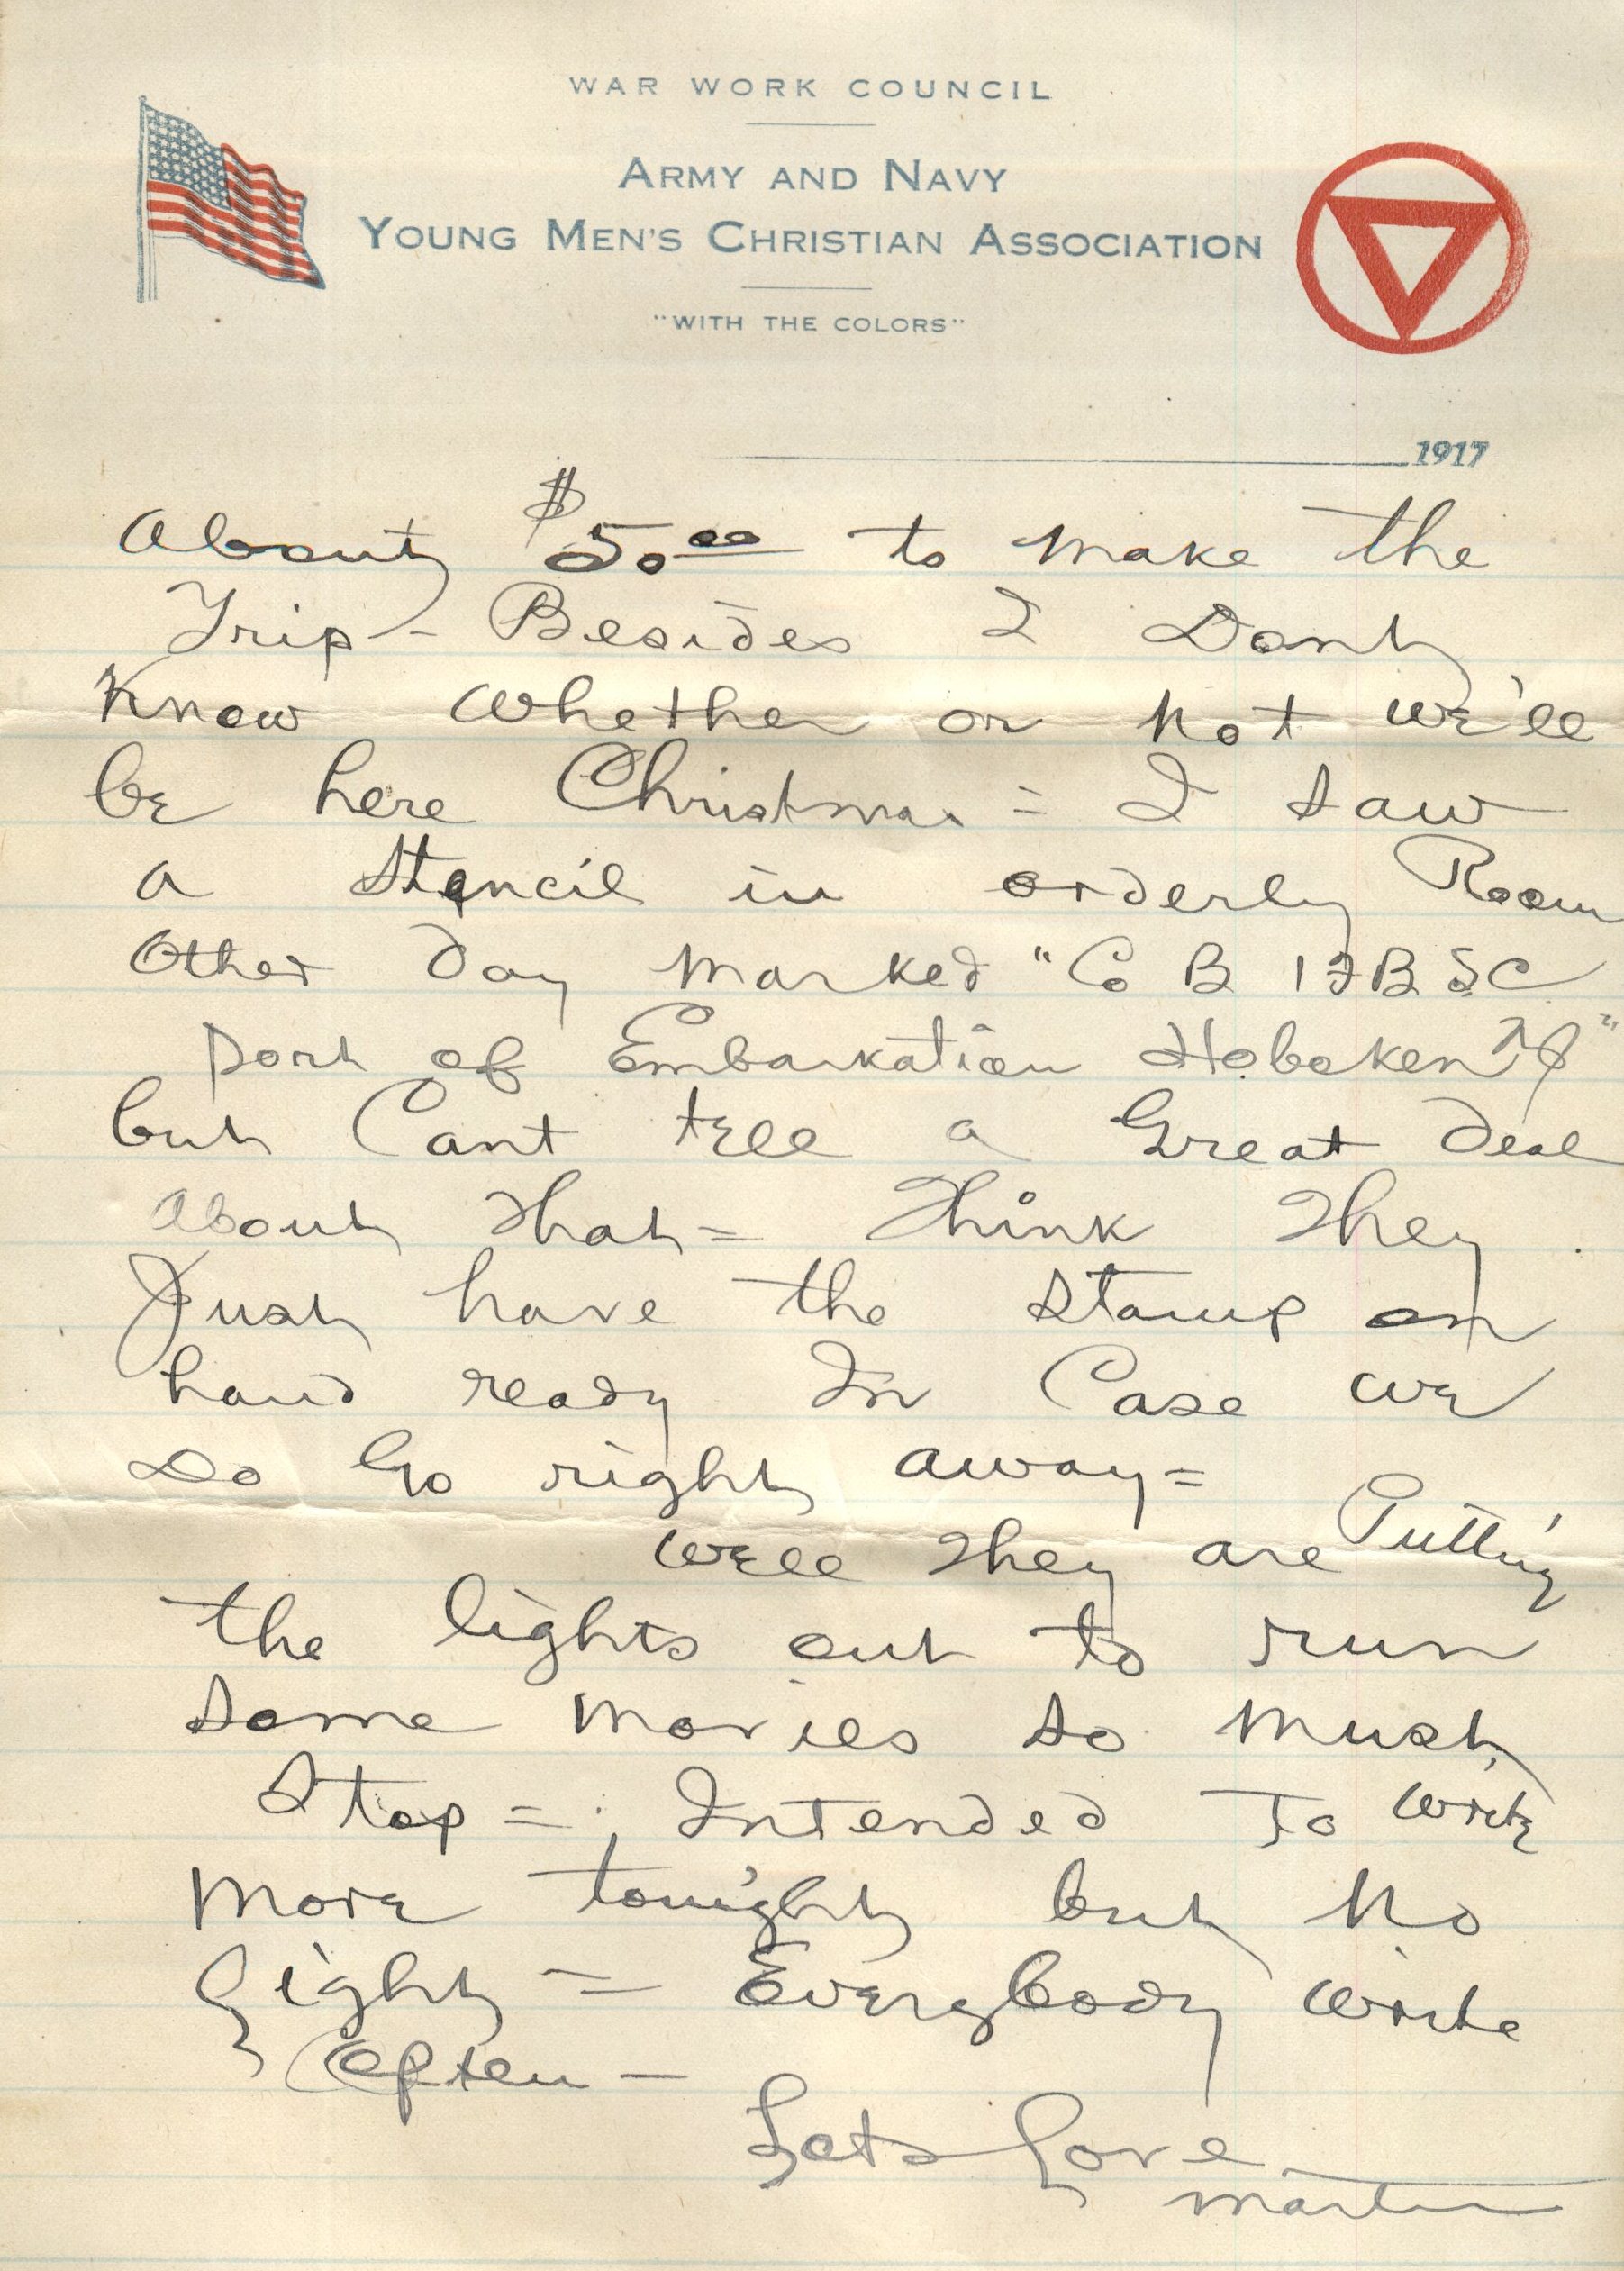 WAR WORK COUNCIL
ARMY AND NAVY
YOUNG MEN'S CHRISTIAN ASSOCIATION
"WITH THE COLORS"
1917
About $50.00 to make the
Trip - Besides I Dont
Know whether or not we'll
be here Christmas = I saw
a Stencil in orderly Room
Other Day marked "Co B 17 B S C
Port of Embarkation Hoboken NJ"
but Cant tell a Great Deal
About that = think they
Just have the stamp on
hand ready In Case we
Do Go right away =
well they are Putting
the lights out to run
some movies so must
Stop = Intended To write
more tonight but No
Light = Everybody write
Often -
Lots Love
Martin